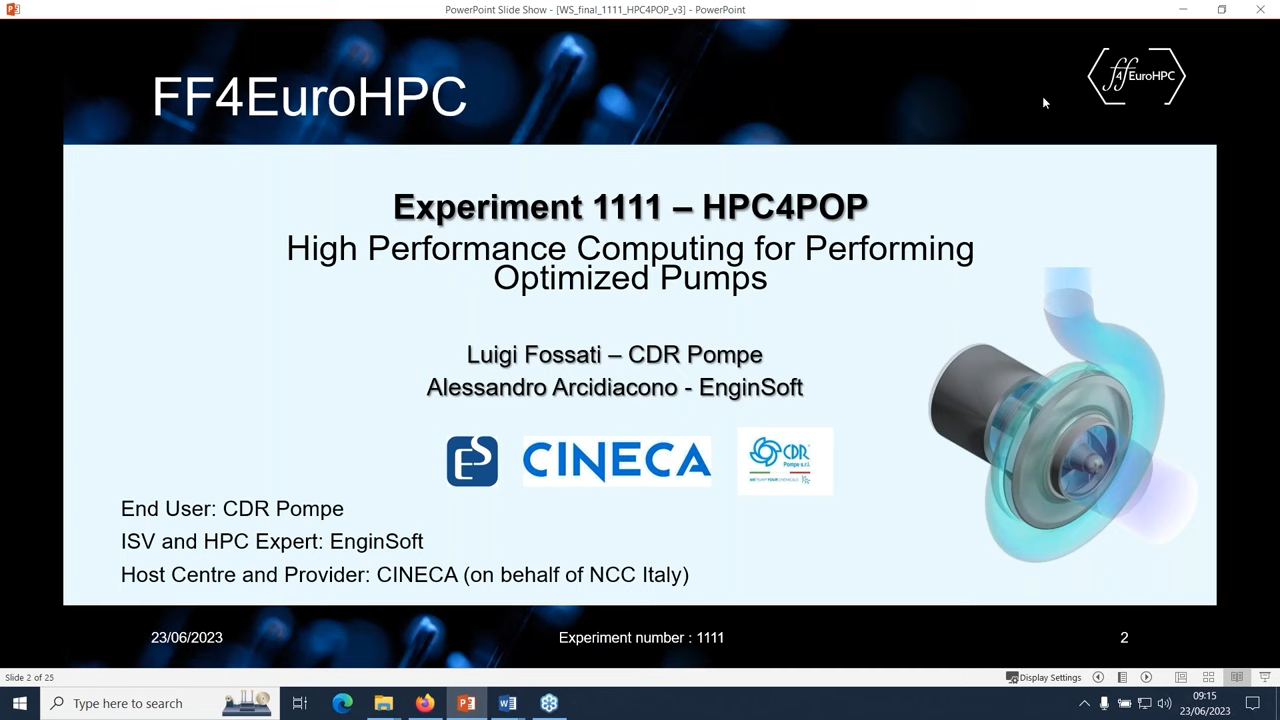 PowerPoint Slide Show - [WS_final_1111_HPC4POP_v3] - PowerPoint
FF4EuroHPC
ff4EuroHPC
Experiment 1111 – HPC4POP
High Performance Computing for Performing
Optimized Pumps
Luigi Fossati – CDR Pompe
Alessandro Arcidiacono - EnginSoft
ES
CINECA
CDR
Pompe s.r.l.
End User: CDR Pompe
ISV and HPC Expert: EnginSoft
Host Centre and Provider: CINECA (on behalf of NCC Italy)
23/06/2023
Experiment number : 1111
2
Slide 2 of 25
Display Settings
Type here to search
09:15
23/06/2023